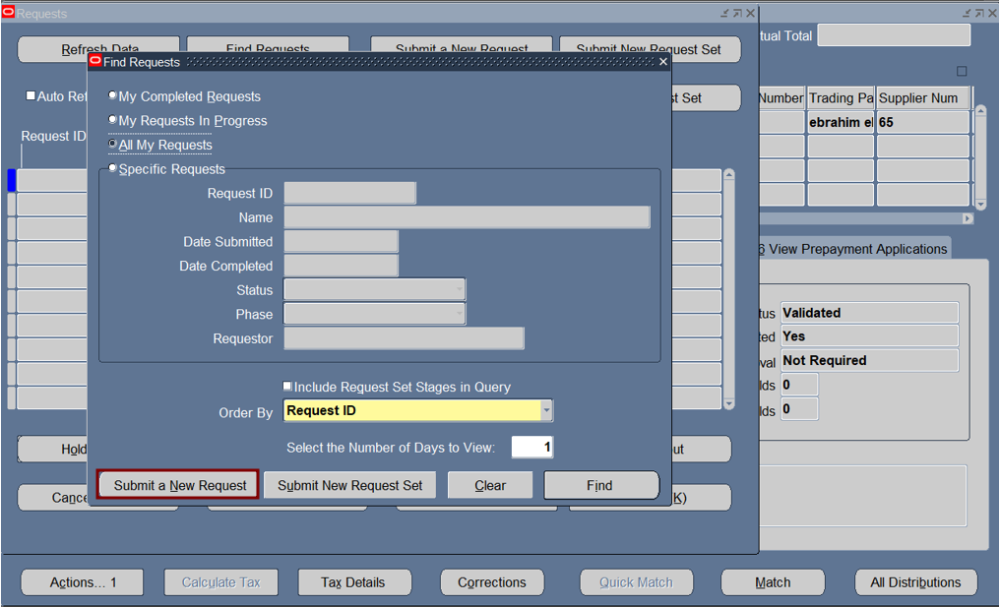 Requests
Refresh Data
Find Requests
Submit a New Request
Submit New Request Set
tual Total
Find Requests
Auto Ref
st Set
Number
Trading Pa
Supplier Num
My Completed Requests
My Requests In Progress
ebrahim el
65
Request ID
All My Requests
Specific Requests
Request ID
Name
Date Submitted
6 View Prepayment Applications
Date Completed
Status
tus
Validated
Phase
ted
Yes
Requestor
val
Not Required
lds
0
Include Request Set Stages in Query
lds
0
Order By
Request ID
Hold
Select the Number of Days to View:
1
out
Submit a New Request
Submit New Request Set
Clear
Find
Cance
K)
Actions... 1
Calculate Tax
Tax Details
Corrections
Quick Match
Match
All Distributions